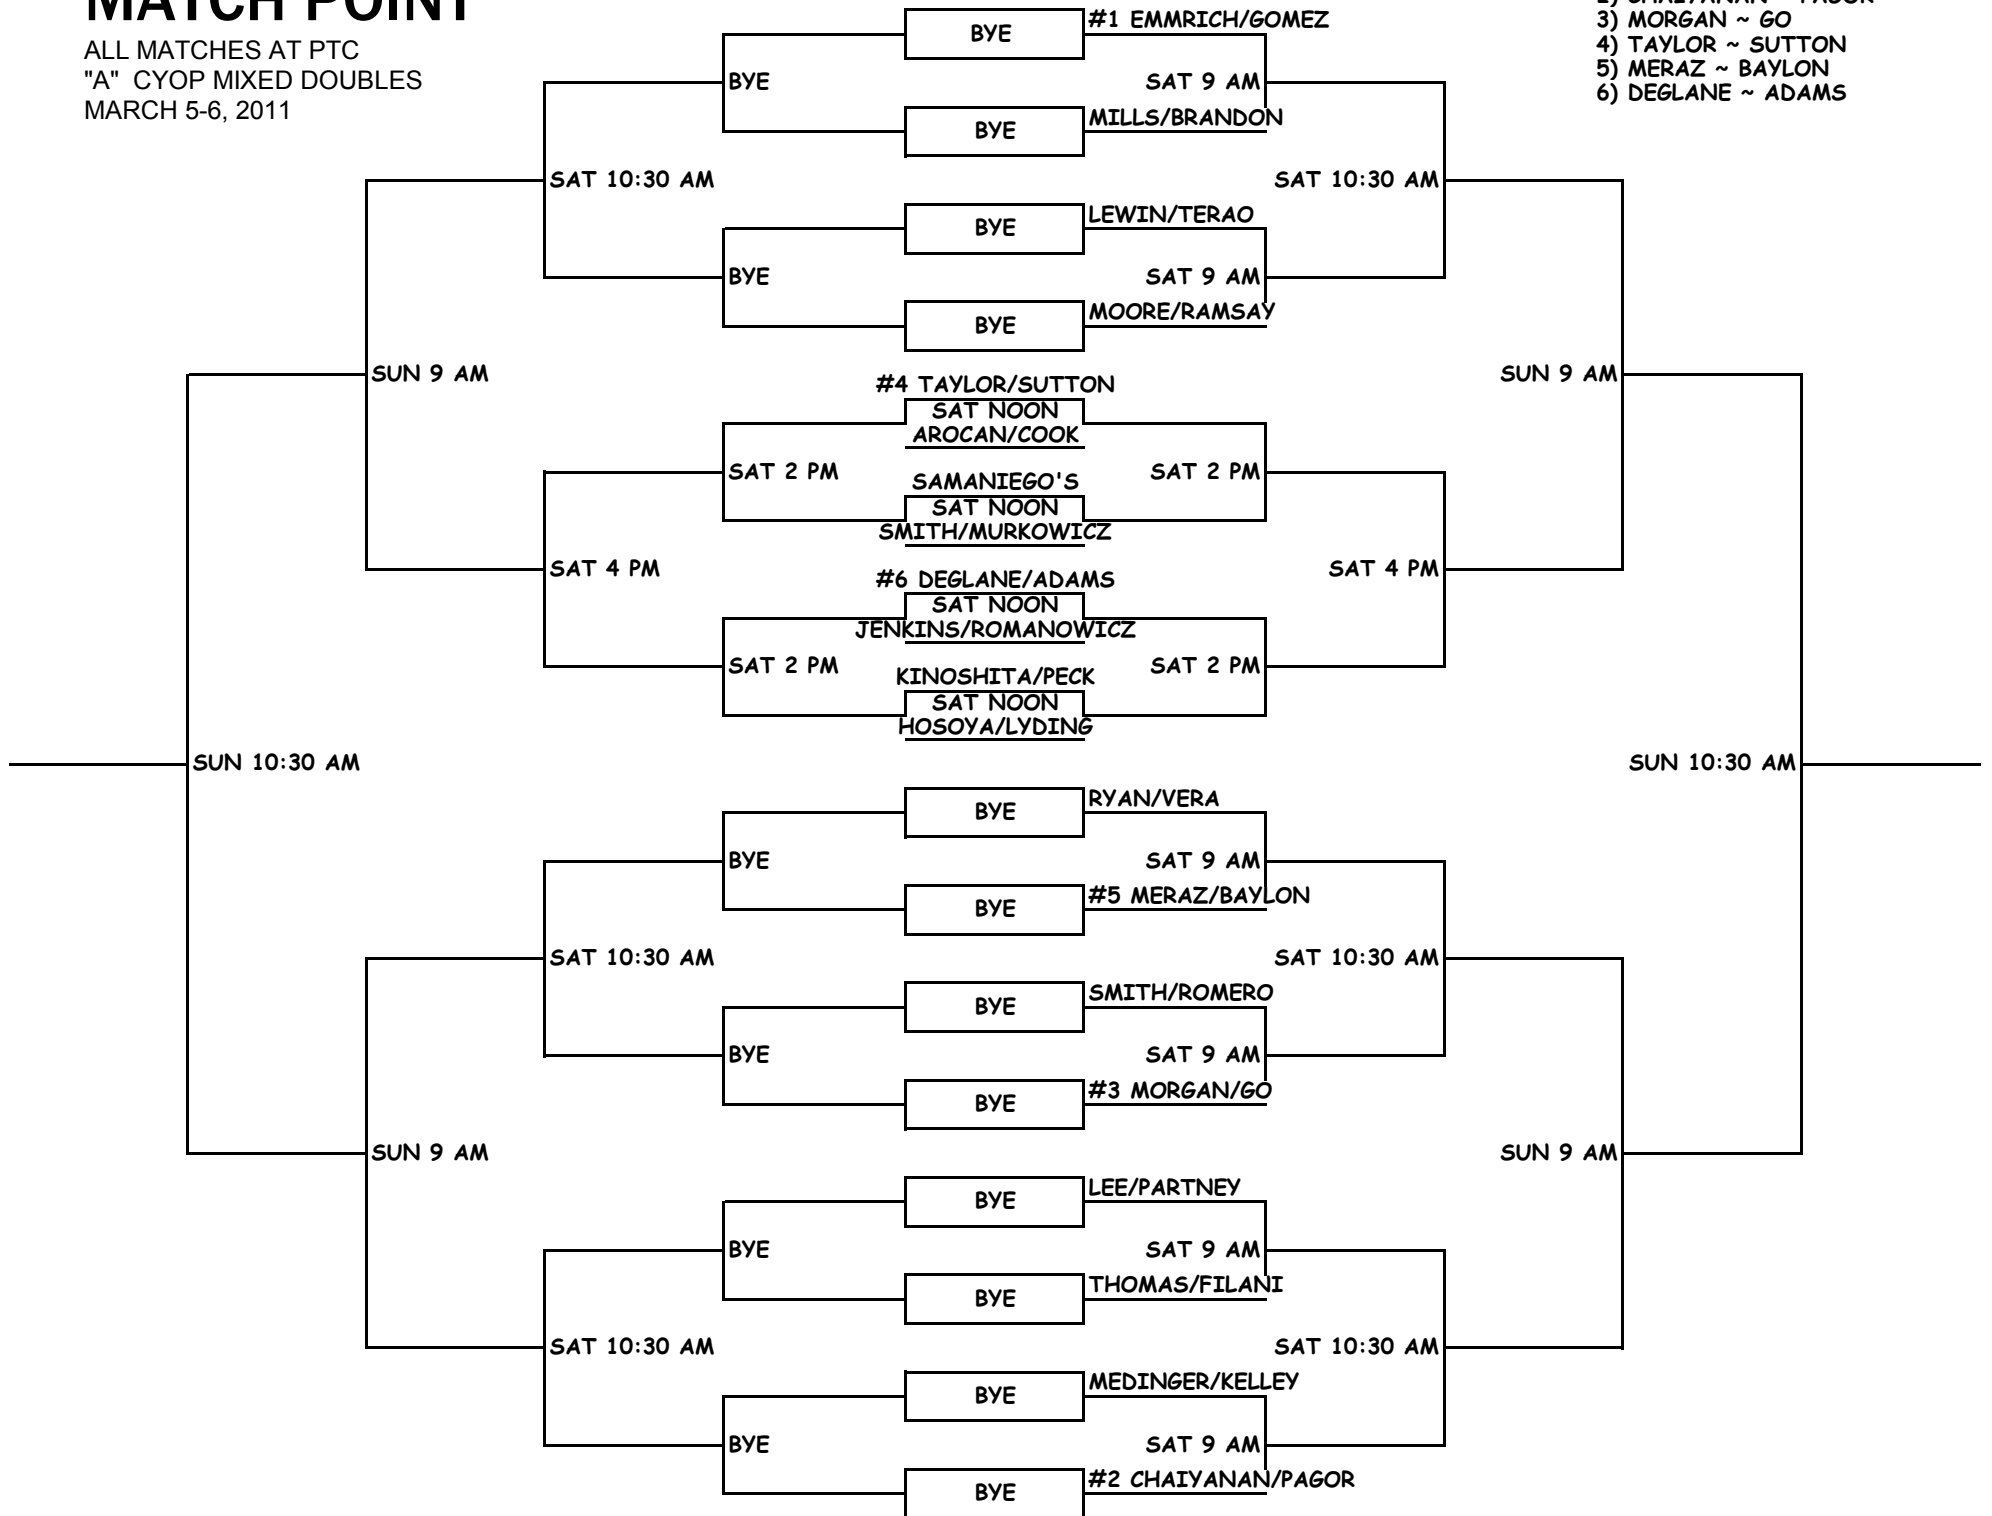 MATCH POINT
ALL MATCHES AT PTC
"A" CYOP MIXED DOUBLES
MARCH 5-6, 2011
2) CHAIYANAN ~ PAGOR
3) MORGAN ~ GO
4) TAYLOR ~ SUTTON
5) MERAZ ~ BAYLON
6) DEGLANE ~ ADAMS
BYE
#1 EMMRICH/GOMEZ
BYE
SAT 9 AM
BYE
MILLS/BRANDON
SAT 10:30 AM
SAT 10:30 AM
BYE
LEWIN/TERAO
BYE
SAT 9 AM
BYE
MOORE/RAMSAY
SUN 9 AM
SUN 9 AM
#4 TAYLOR/SUTTON
SAT NOON
AROCAN/COOK
SAT 2 PM
SAT 2 PM
SAMANIEGO'S
SAT NOON
SMITH/MURKOWICZ
SAT 4 PM
SAT 4 PM
#6 DEGLANE/ADAMS
SAT NOON
JENKINS/ROMANOWICZ
SAT 2 PM
SAT 2 PM
KINOSHITA/PECK
SAT NOON
HOSOYA/LYDING
SUN 10:30 AM
SUN 10:30 AM
BYE
RYAN/VERA
BYE
SAT 9 AM
BYE
#5 MERAZ/BAYLON
SAT 10:30 AM
SAT 10:30 AM
BYE
SMITH/ROMERO
BYE
SAT 9 AM
BYE
#3 MORGAN/GO
SUN 9 AM
SUN 9 AM
BYE
LEE/PARTNEY
BYE
SAT 9 AM
BYE
THOMAS/FILANI
SAT 10:30 AM
SAT 10:30 AM
BYE
MEDINGER/KELLEY
BYE
SAT 9 AM
BYE
#2 CHAIYANAN/PAGOR